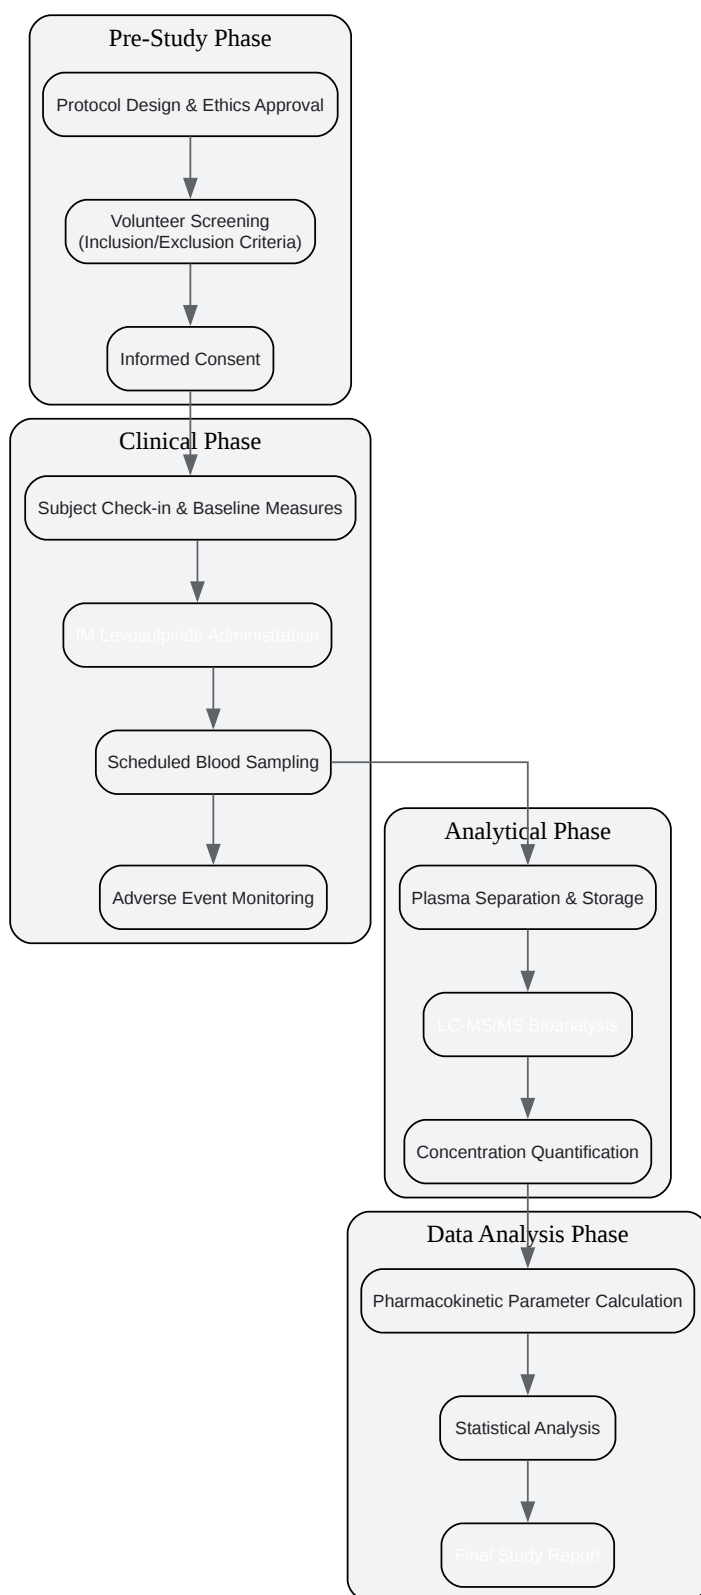 Pre-Study Phase
Protocol Design & Ethics Approval
Volunteer Screening
(Inclusion/Exclusion Criteria)
Informed Consent
Clinical Phase
Subject Check-in & Baseline Measures
IM Levosulpiride Administration
Scheduled Blood Sampling
Adverse Event Monitoring
Analytical Phase
Plasma Separation & Storage
LC-MS/MS Bioanalysis
Concentration Quantification
Data Analysis Phase
Pharmacokinetic Parameter Calculation
Statistical Analysis
Final Study Report